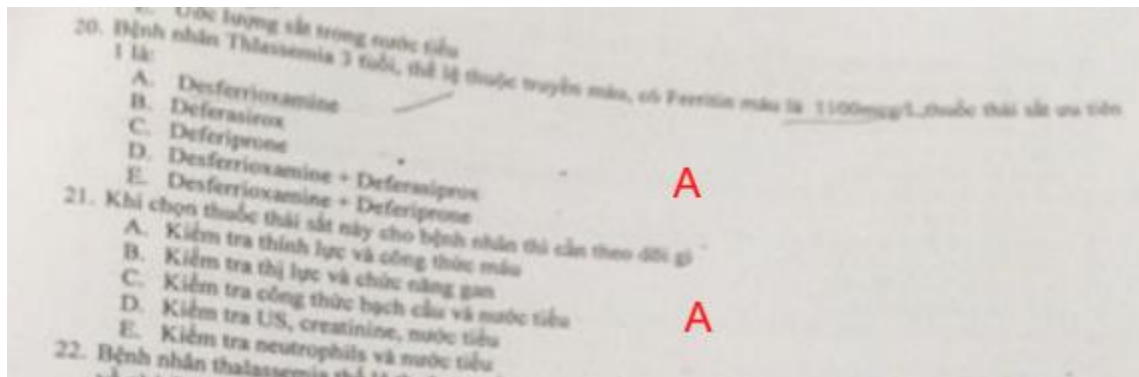 E. Ước lượng sắt trong nước tiểu
20. Bệnh nhân Thlassemia 3 tuổi, thể lệ thuộc truyền máu, có Ferritin máu là 1100mcg/L, thuốc thải sắt ưu tiên
1 là:
A. Desferrioxamine
B. Deferasirox
C. Deferiprone
D. Desferrioxamine + Deferasiprox
E. Desferrioxamine + Deferiprone
A
21. Khi chọn thuốc thải sắt này cho bệnh nhân thì cần theo dõi gì
A. Kiểm tra thính lực và công thức máu
B. Kiểm tra thị lực và chức năng gan
C. Kiểm tra công thức bạch cầu và nước tiểu
D. Kiểm tra US, creatinine, nước tiểu
E. Kiểm tra neutrophils và nước tiểu
A
22. Bệnh nhân thalassemia thể